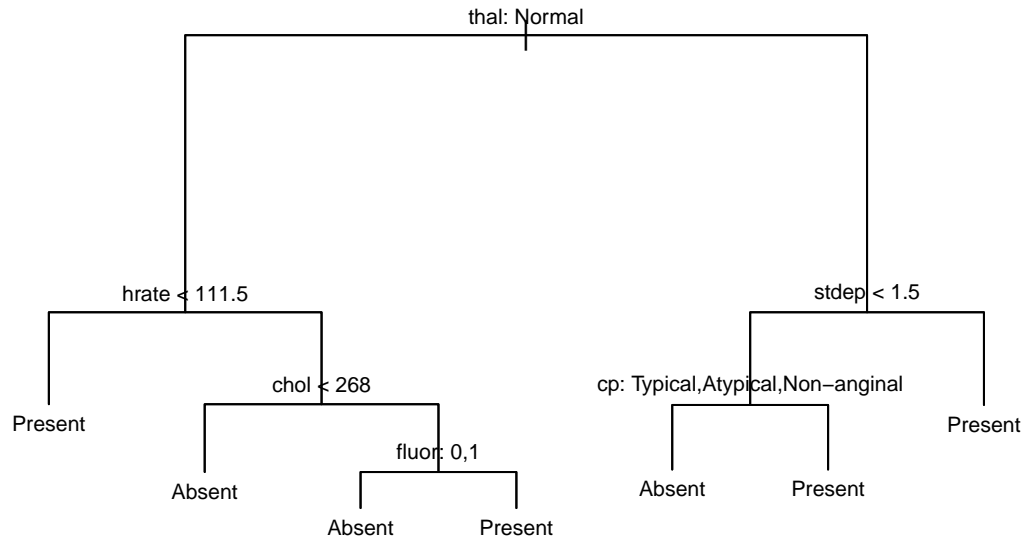 thal: Normal
hrate < 111.5
stdep < 1.5
chol < 268
cp: Typical,Atypical,Non−anginal
Present
Present
fluor: 0,1
Absent
Absent
Present
Absent
Present